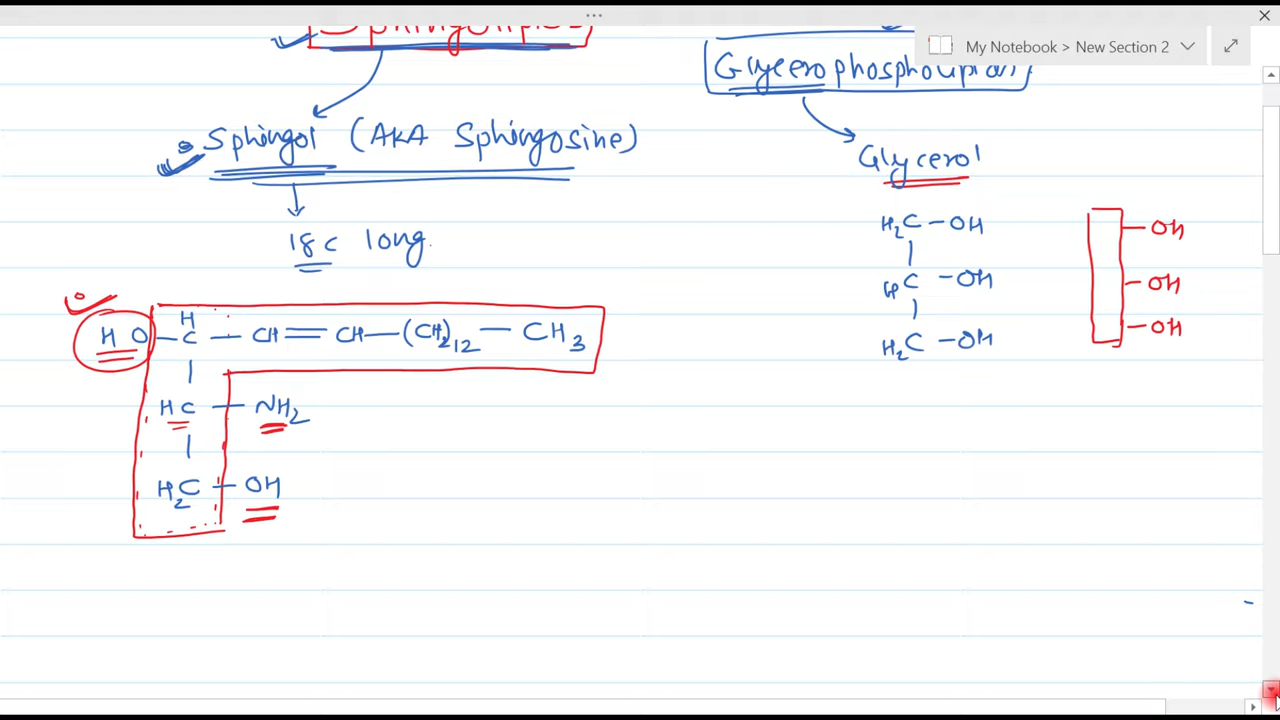 My Notebook > New Section 2
Sphingol (AKA Sphingosine)
18C long
H
HO-C-CH=CH-(CH2)12-CH3
HC-NH2
H2C-OH
Glycerophospholipid
Glycerol
H2C-OH
HC-OH
H2C-OH
OH
OH
OH